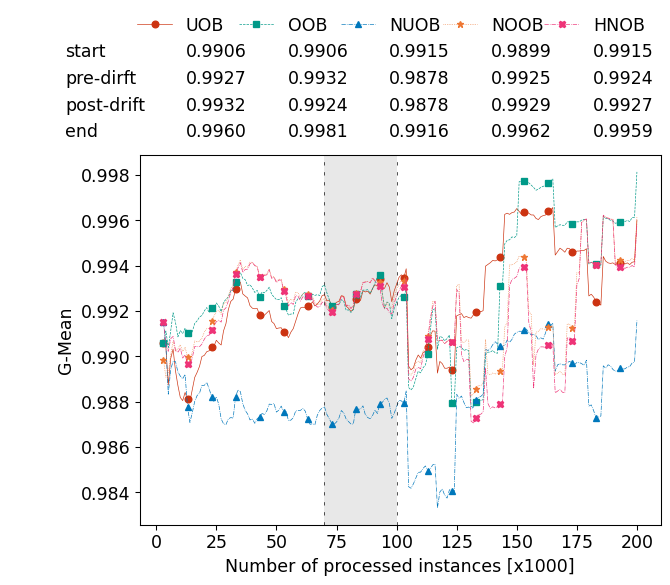 UOB OOB NUOB NOOB HNOB
start 0.9906 0.9906 0.9915 0.9899 0.9915
pre-dirft 0.9927 0.9932 0.9878 0.9925 0.9924
post-drift 0.9932 0.9924 0.9878 0.9929 0.9927
end 0.9960 0.9981 0.9916 0.9962 0.9959
0.998
0.996
0.994
0.992
0.990
0.988
0.986
0.984
G-Mean
0 25 50 75 100 125 150 175 200
Number of processed instances [x1000]